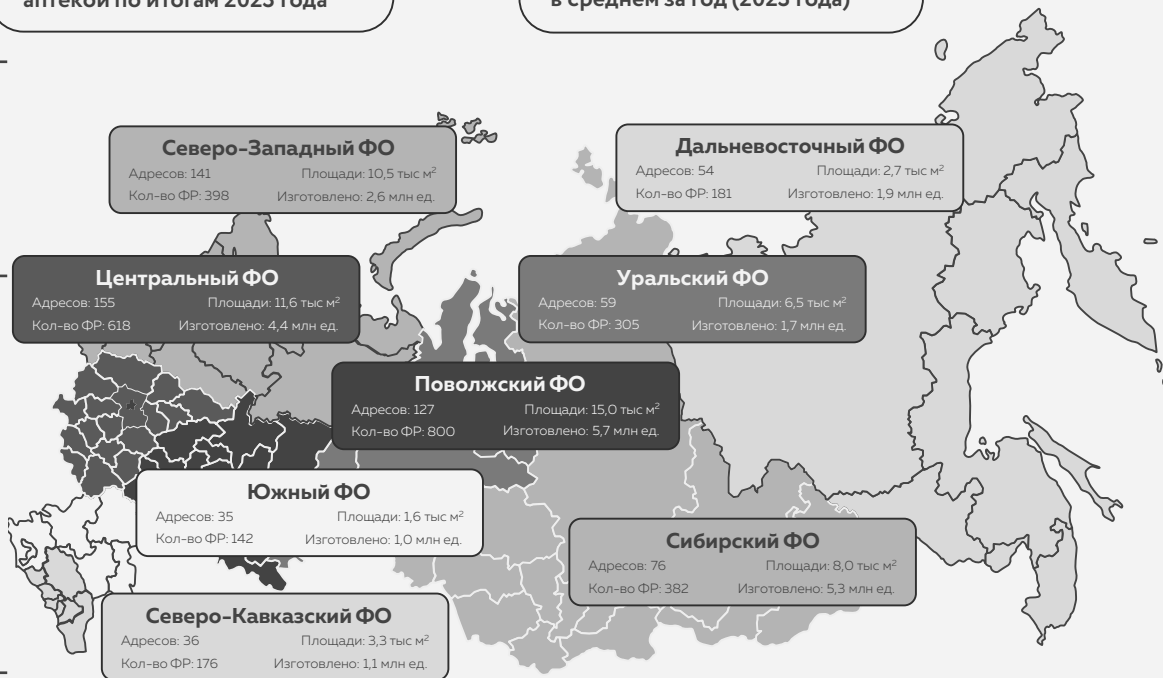 аптекой по итогам 2023 года
в среднем за год (2023 года)
Северо-Западный ФО
Адресов: 141 Площади: 10,5 тыс м²
Кол-во ФР: 398 Изготовлено: 2,6 млн ед.
Дальневосточный ФО
Адресов: 54 Площади: 2,7 тыс м²
Кол-во ФР: 181 Изготовлено: 1,9 млн ед.
Центральный ФО
Адресов: 155 Площади: 11,6 тыс м²
Кол-во ФР: 618 Изготовлено: 4,4 млн ед.
Уральский ФО
Адресов: 59 Площади: 6,5 тыс м²
Кол-во ФР: 305 Изготовлено: 1,7 млн ед.
Поволжский ФО
Адресов: 127 Площади: 15,0 тыс м²
Кол-во ФР: 800 Изготовлено: 5,7 млн ед.
Южный ФО
Адресов: 35 Площади: 1,6 тыс м²
Кол-во ФР: 142 Изготовлено: 1,0 млн ед.
Сибирский ФО
Адресов: 76 Площади: 8,0 тыс м²
Кол-во ФР: 382 Изготовлено: 5,3 млн ед.
Северо-Кавказский ФО
Адресов: 36 Площади: 3,3 тыс м²
Кол-во ФР: 176 Изготовлено: 1,1 млн ед.